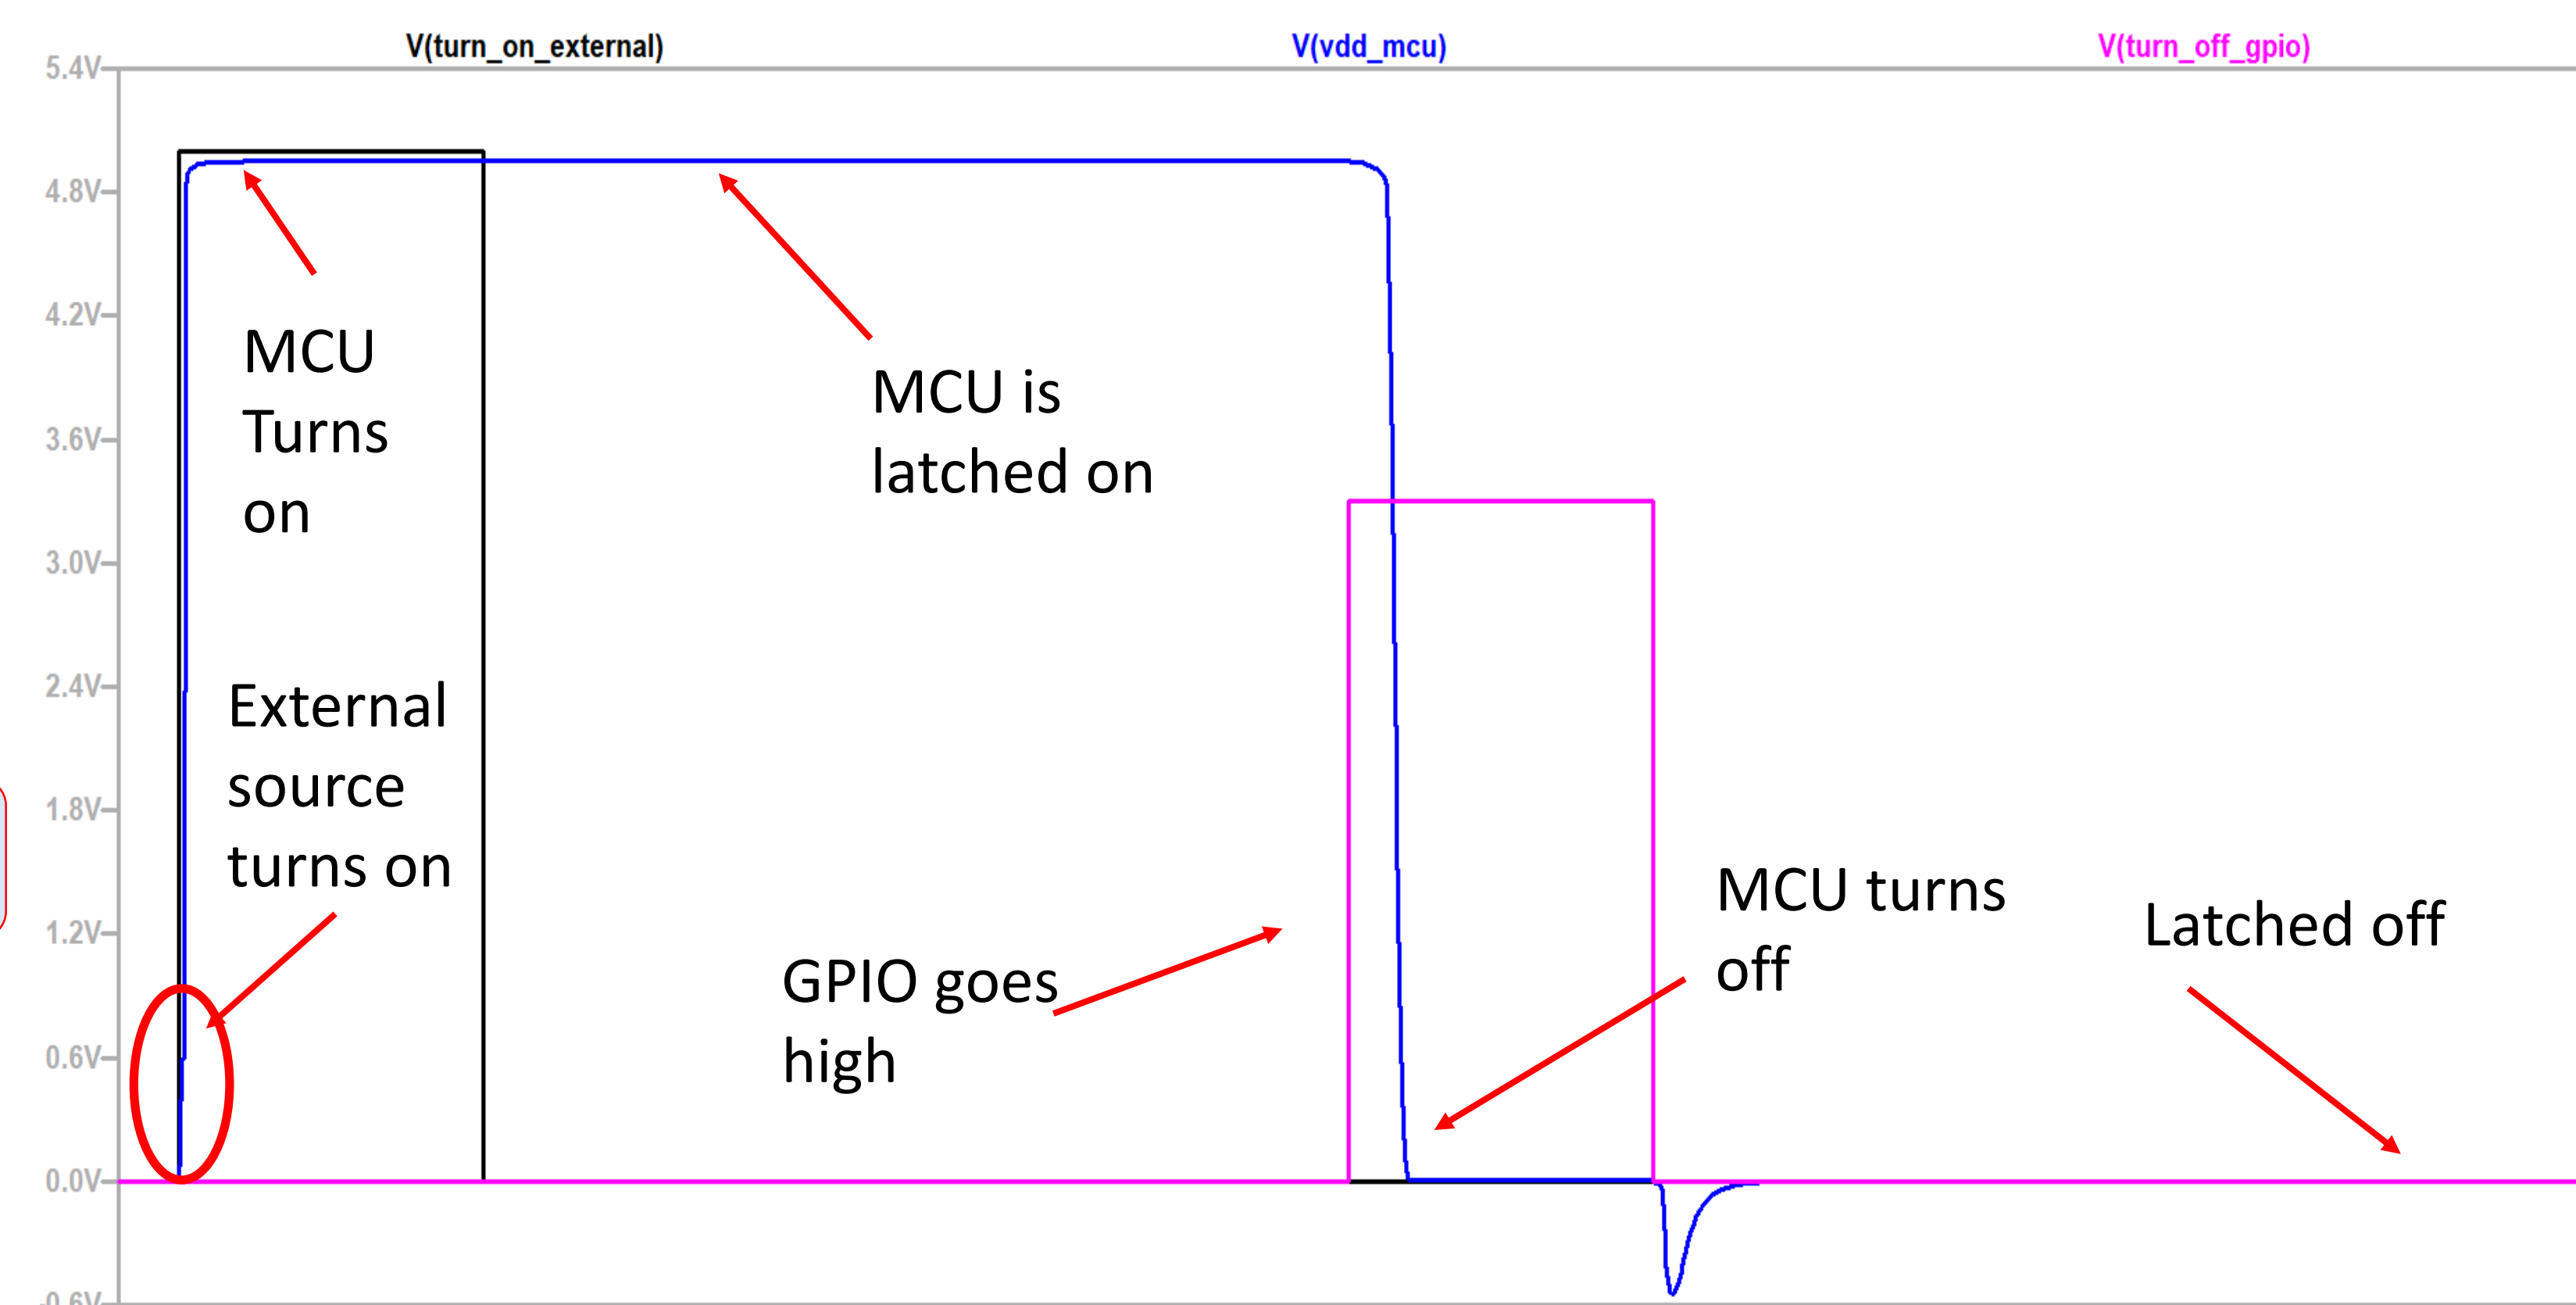 V(turn_on_external) V(vdd_mcu) V(turn_off_gpio)
5.4V
4.8V
4.2V
3.6V
3.0V
2.4V
1.8V
1.2V
0.6V
0.0V
-0.6V
MCU
Turns
on
MCU is
latched on
External
source
turns on
GPIO goes
high
MCU turns
off
Latched off